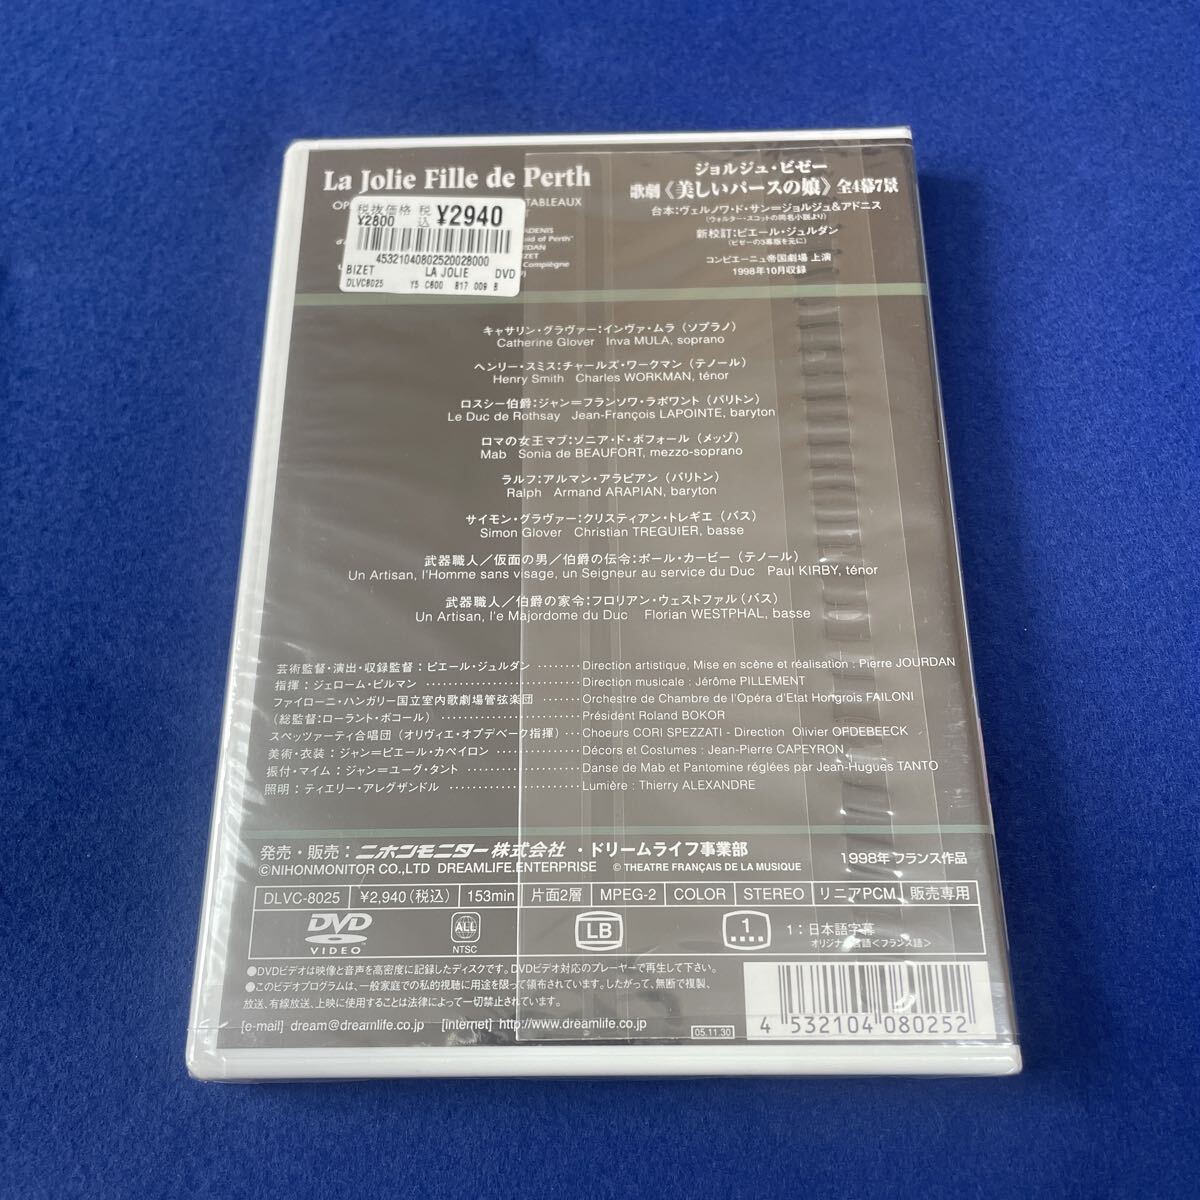 La Jolie Fille de Perth
TABLEAUX
税抜価格 税込 ¥2940
¥2800
45321040802520028000
BIZET LA JOLIE DVD
DLVC8025 Y5 C600 817 009 B
ADENIS
id of Perth"
RDAN
IZET
Compiègne
ジョルジュ・ビゼー
歌劇《美しいパースの娘》全4幕7景
台本：ヴェルノワ・ド・サン＝ジョルジュ&アドニス
（ウォルター・スコットの同名小説より）
新校訂：ピエール・ジュルダン
（ビゼーの3幕版を元に）
コンピエーニュ帝国劇場 上演
1998年10月収録
キャサリン・グラヴァー：インヴァ・ムラ（ソプラノ）
Catherine Glover Inva MULA, soprano
ヘンリー・スミス：チャールズ・ワークマン（テノール）
Henry Smith Charles WORKMAN, ténor
ロスシー伯爵：ジャン＝フランソワ・ラポワント（バリトン）
Le Duc de Rothsay Jean-François LAPOINTE, baryton
ロマの女王マブ：ソニア・ド・ボフォール（メッゾ）
Mab Sonia de BEAUFORT, mezzo-soprano
ラルフ：アルマン・アラピアン（バリトン）
Ralph Armand ARAPIAN, baryton
サイモン・グラヴァー：クリスティアン・トレギエ（バス）
Simon Glover Christian TREGUIER, basse
武器職人／仮面の男／伯爵の伝令：ポール・カービー（テノール）
Un Artisan, l'Homme sans visage, un Seigneur au service du Duc Paul KIRBY, ténor
武器職人／伯爵の家令：フロリアン・ウェストファル（バス）
Un Artisan, l'e Majordome du Duc Florian WESTPHAL, basse
芸術監督・演出・収録監督：ピエール・ジュルダン ········ Direction artistique, Mise en scène et réalisation : Pierre JOURDAN
指揮：ジェローム・ピルマン ···························· Direction musicale : Jérôme PILLEMENT
ファイローニ・ハンガリー国立室内歌劇場管弦楽団 ········ Orchestre de Chambre de l'Opéra d'Etat Hongrois FAILONI
（総監督：ローラント・ボコール） ···························· Président Roland BOKOR
スペッツァーティ合唱団（オリヴィエ・オプデベーク指揮） ··· Choeurs CORI SPEZZATI - Direction Olivier OPDEBEECK
美術・衣装：ジャン＝ピエール・カペイロン ················ Décors et Costumes : Jean-Pierre CAPEYRON
振付・マイム：ジャン＝ユーグ・タント ···················· Danse de Mab et Pantomine réglées par Jean-Hugues TANTO
照明：ティエリー・アレグザンドル ······················ Lumière : Thierry ALEXANDRE
発売・販売：ニホンモニター株式会社・ドリームライフ事業部
©NIHONMONITOR CO.,LTD DREAMLIFE.ENTERPRISE © THEATRE FRANÇAIS DE LA MUSIQUE
1998年 フランス作品
DLVC-8025 ¥2,940（税込） 153min 片面2層 MPEG-2 COLOR STEREO リニアPCM 販売専用
DVD VIDEO
ALL NTSC
LB
1
1：日本語字幕
オリジナル言語<フランス語>
●DVDビデオは映像と音声を高密度に記録したディスクです。DVDビデオ対応のプレーヤーで再生して下さい。
●このビデオプログラムは、一般家庭での私的視聴に用途を限って領布されています。したがって、無断で複製、
放送、有線放送、上映に使用することは法律によって一切禁止されています。
[e-mail] dream@dreamlife.co.jp [internet] http://www.dreamlife.co.jp
05.11.30
4 532104 080252